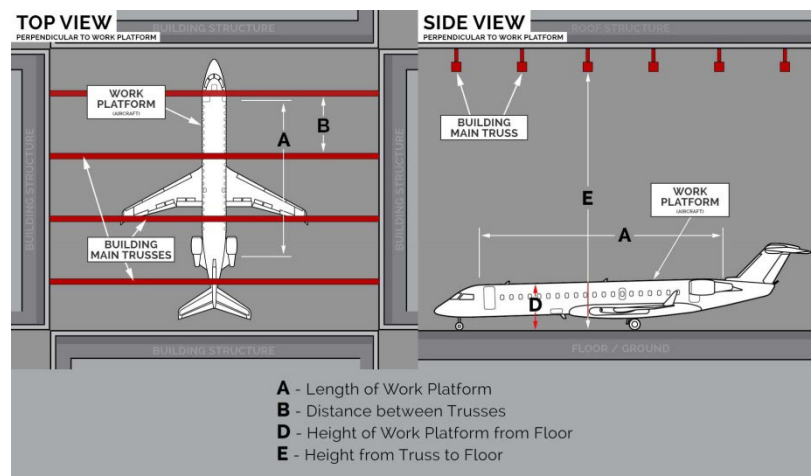 TOP VIEW
PERPENDICULAR TO WORK PLATFORM
BUILDING STRUCTURE
BUILDING STRUCTURE
BUILDING STRUCTURE
WORK
PLATFORM
(AIRCRAFT)
B
A
BUILDING
MAIN TRUSSES
BUILDING STRUCTURE
SIDE VIEW
PERPENDICULAR TO WORK PLATFORM
ROOF STRUCTURE
BUILDING
MAIN TRUSS
E
WORK
PLATFORM
(AIRCRAFT)
A
D
FLOOR / GROUND
A - Length of Work Platform
B - Distance between Trusses
D - Height of Work Platform from Floor
E - Height from Truss to Floor